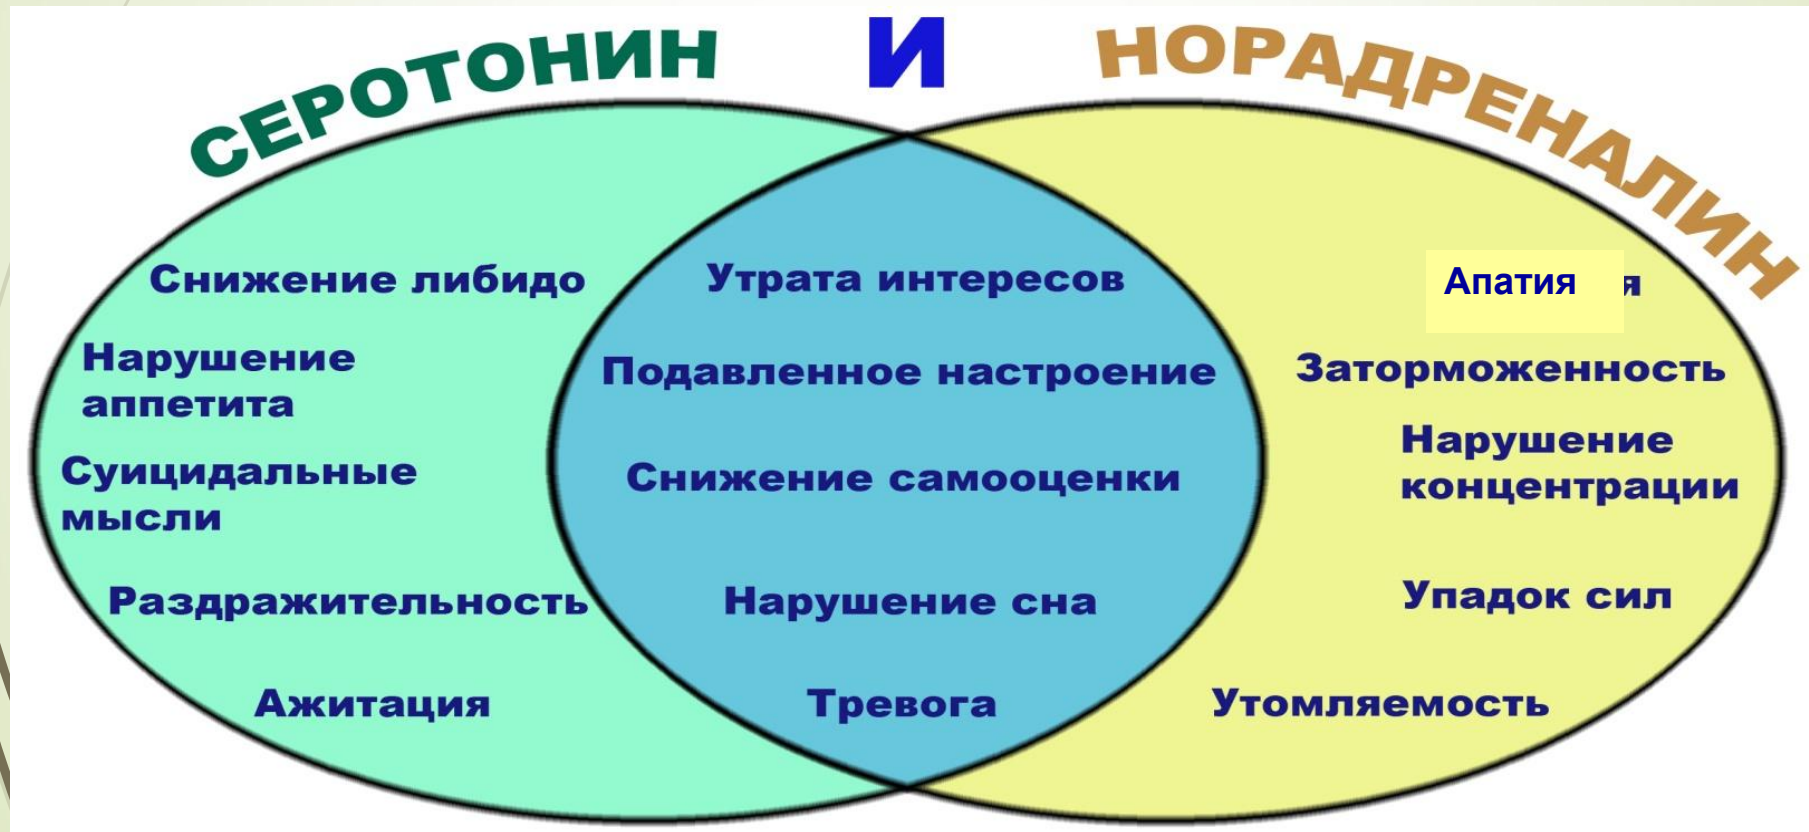 СЕРОТОНИН И НОРАДРЕНАЛИН
Снижение либидо
Нарушение
аппетита
Суицидальные
мысли
Раздражительность
Ажитация
Утрата интересов
Подавленное настроение
Снижение самооценки
Нарушение сна
Тревога
Апатия
Заторможенность
Нарушение
концентрации
Упадок сил
Утомляемость